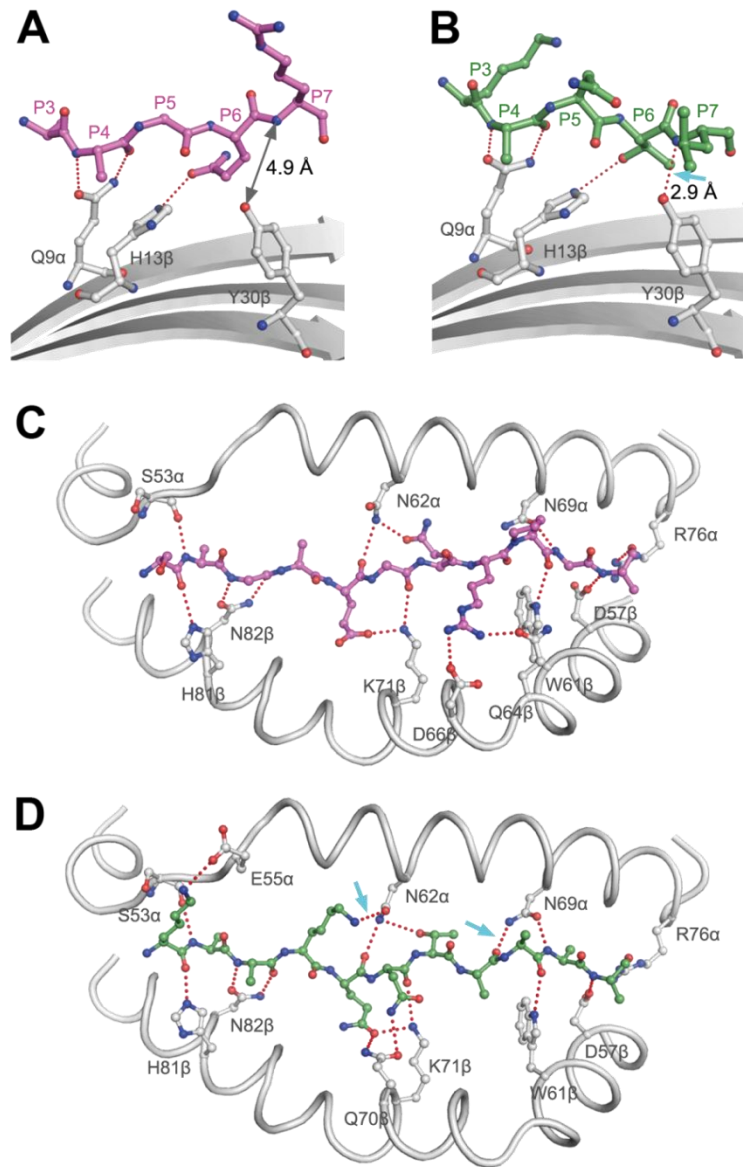 A
P3
P4
P5
P6
P7
4.9 Å
Q9α
H13β
Y30β
B
P3
P4
P5
P6
P7
2.9 Å
Q9α
H13β
Y30β
C
S53α
N62α
N69α
R76α
N82β
H81β
K71β
D66β
Q64β
W61β
D57β
D
E55α
S53α
N62α
N69α
R76α
N82β
H81β
K71β
Q70β
W61β
D57β